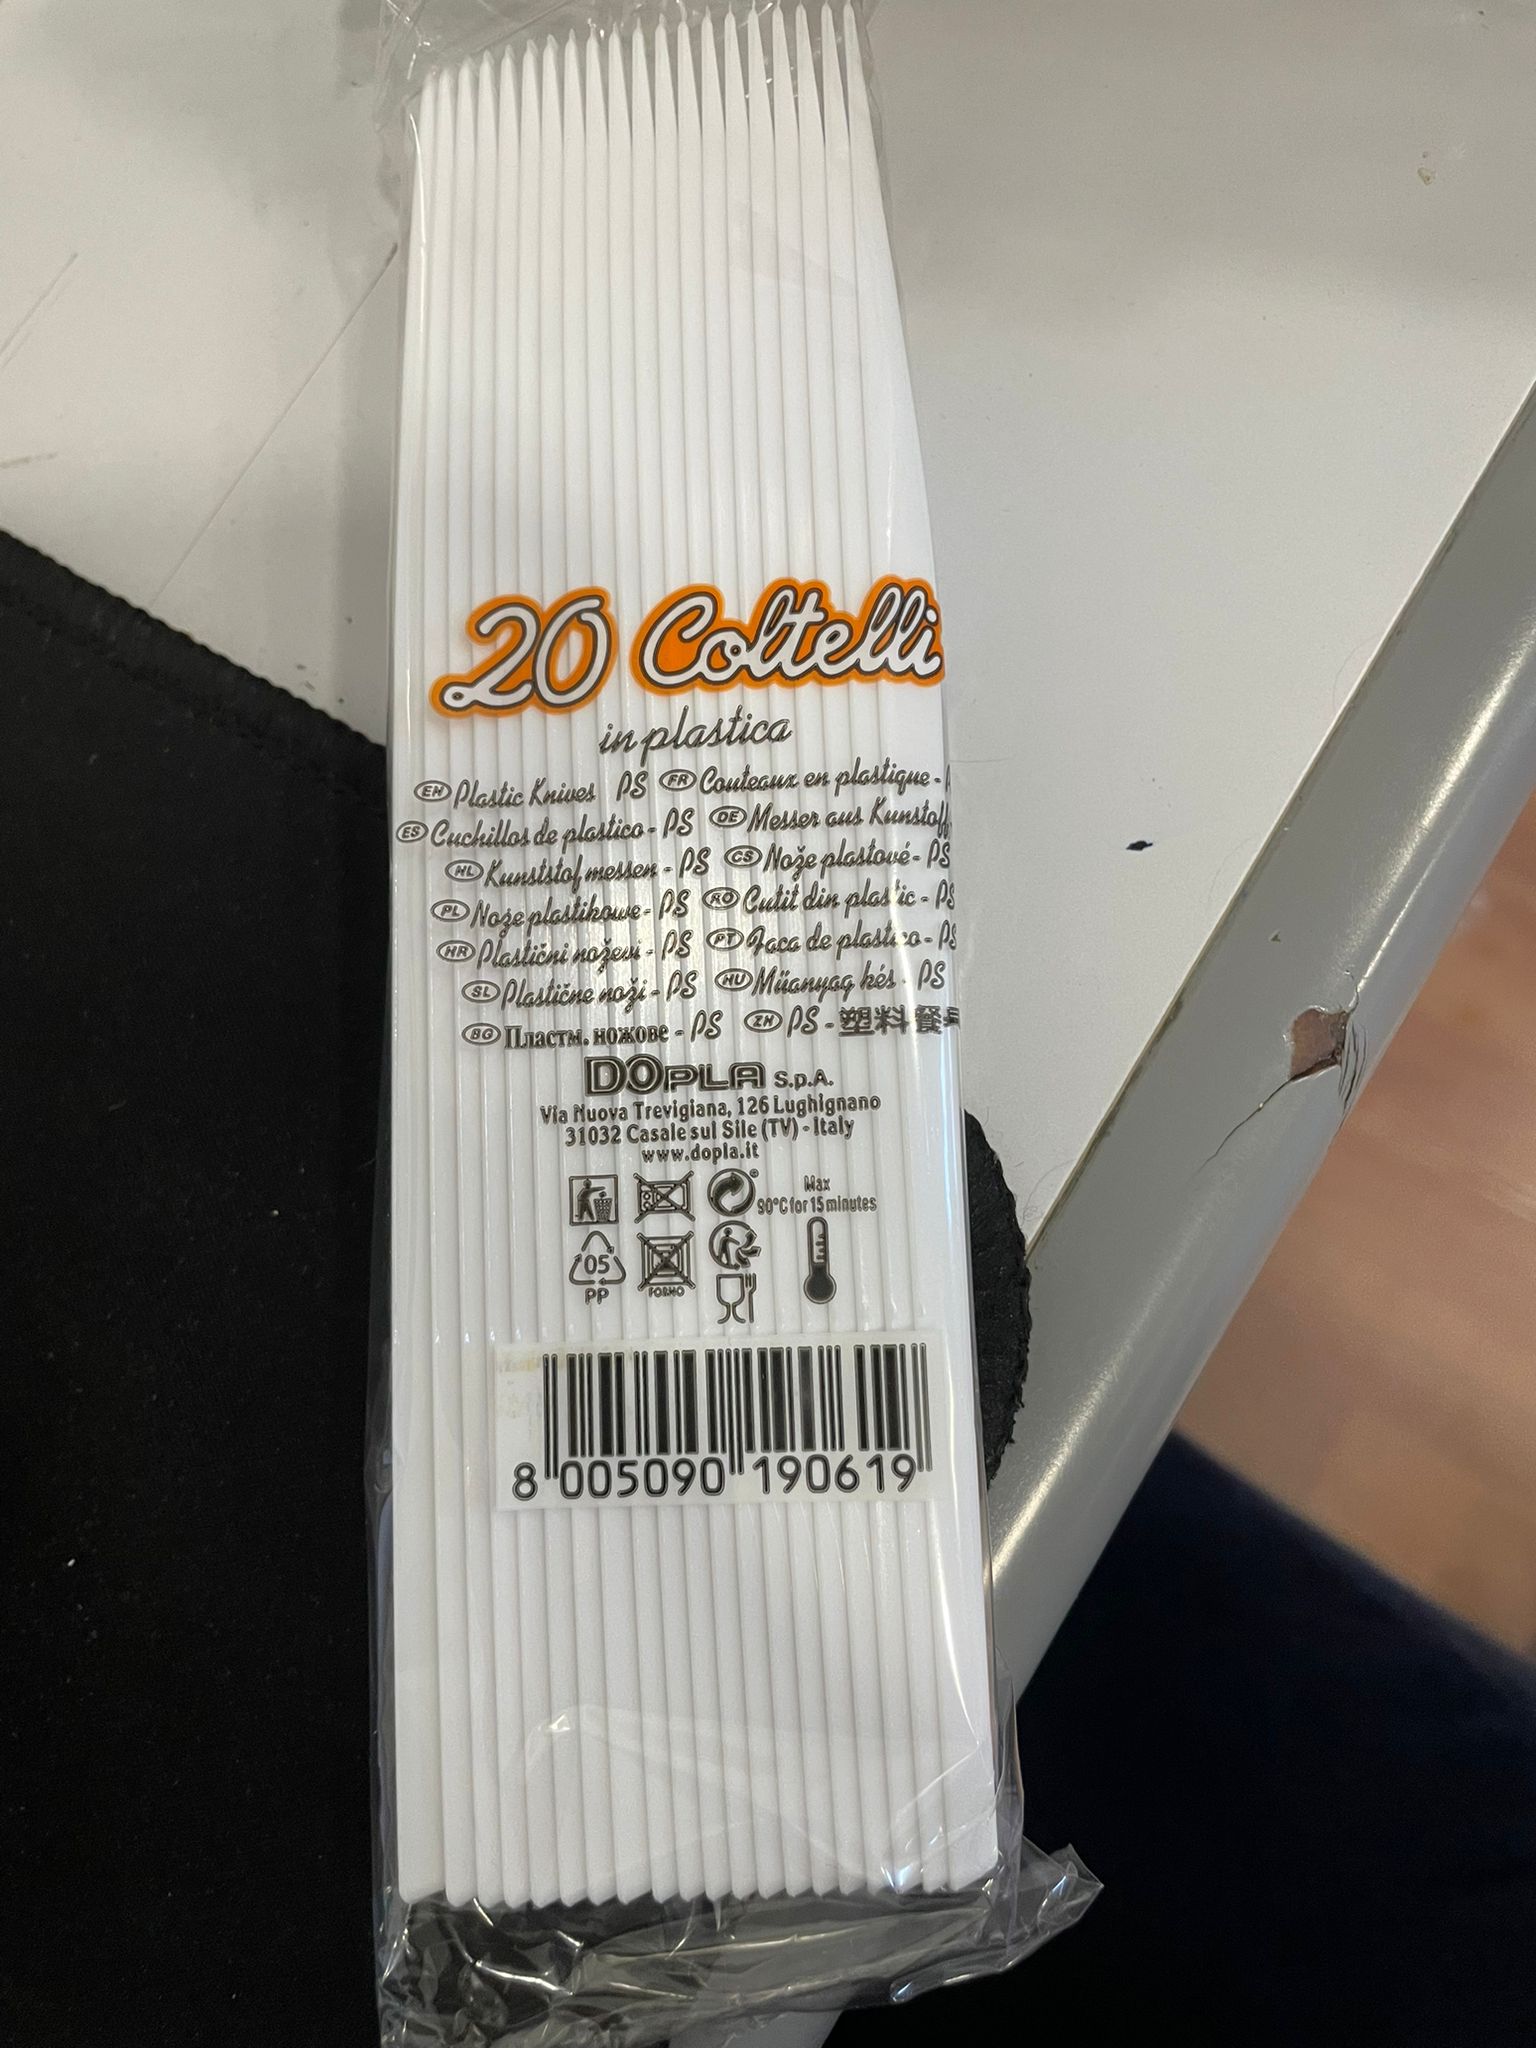 20 Coltelli
in plastica
EN Plastic Knives PS FR Couteaux en plastique -
ES Cuchillos de plastico - PS DE Messer aus Kunstoff
NL Kunststof messen - PS CS Nože plastové - PS
PL Noże plastikowe - PS RO Cutit din plastic - PS
HR Plastični noževi - PS PT Faca de plastico - PS
SL Plastične noži - PS HU Műanyag kés - PS
BG Пластм. ножове - PS ZH PS - 塑料餐
DOPLA S.p.A.
Via Nuova Trevigiana, 126 Lughignano
31032 Casale sul Sile (TV) - Italy
www.dopla.it
Max
90°C for 15 minutes
05
PP
FORNO
8 005090 190619